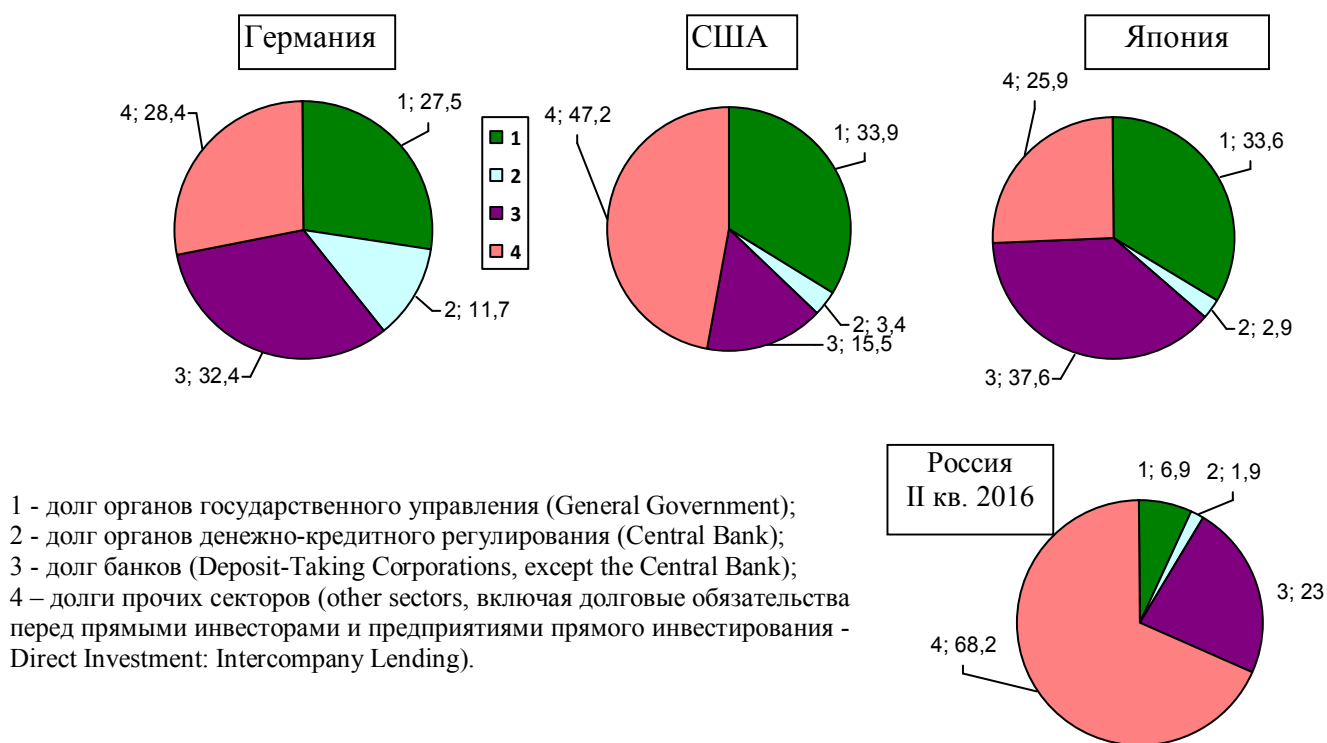 Германия
4; 28,4
1; 27,5
2; 11,7
3; 32,4
1
2
3
4
США
4; 47,2
1; 33,9
2; 3,4
3; 15,5
Япония
4; 25,9
1; 33,6
2; 2,9
3; 37,6
Россия
II кв. 2016
1; 6,9
2; 1,9
3; 23
4; 68,2
1 - долг органов государственного управления (General Government);
2 - долг органов денежно-кредитного регулирования (Central Bank);
3 - долг банков (Deposit-Taking Corporations, except the Central Bank);
4 – долги прочих секторов (other sectors, включая долговые обязательства
перед прямыми инвесторами и предприятиями прямого инвестирования -
Direct Investment: Intercompany Lending).